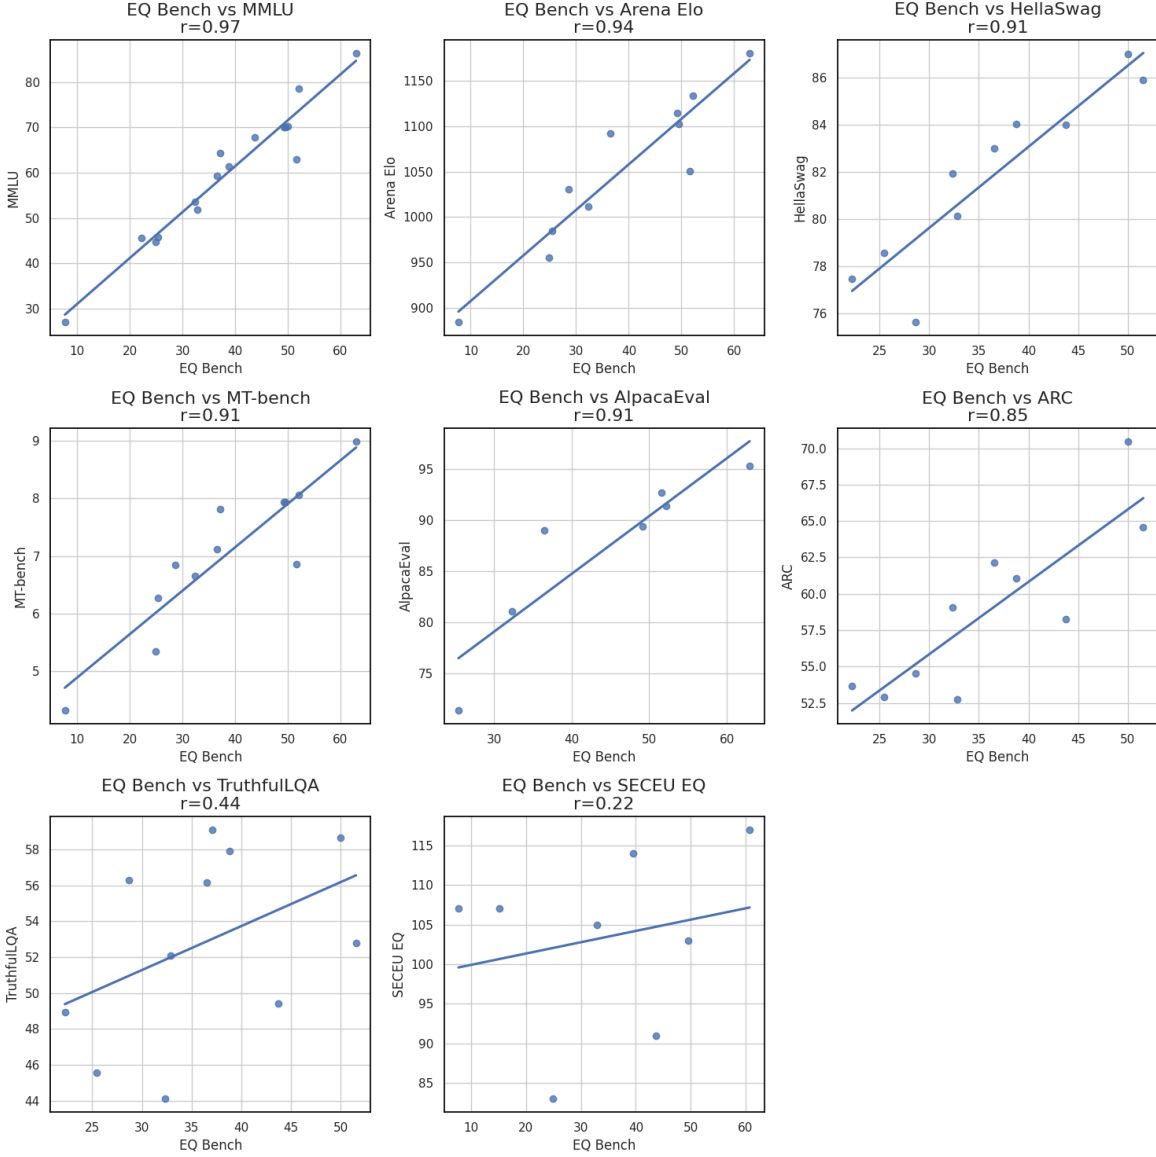 EQ Bench vs MMLU
r=0.97
80
70
60
50
40
30
MMLU
10 20 30 40 50 60
EQ Bench
EQ Bench vs Arena Elo
r=0.94
1150
1100
1050
1000
950
900
Arena Elo
10 20 30 40 50 60
EQ Bench
EQ Bench vs HellaSwag
r=0.91
86
84
82
80
78
76
HellaSwag
25 30 35 40 45 50
EQ Bench
EQ Bench vs MT-bench
r=0.91
9
8
7
6
5
MT-bench
10 20 30 40 50 60
EQ Bench
EQ Bench vs AlpacaEval
r=0.91
95
90
85
80
75
AlpacaEval
30 40 50 60
EQ Bench
EQ Bench vs ARC
r=0.85
70.0
67.5
65.0
62.5
60.0
57.5
55.0
52.5
ARC
25 30 35 40 45 50
EQ Bench
EQ Bench vs TruthfulLQA
r=0.44
58
56
54
52
50
48
46
44
TruthfulLQA
25 30 35 40 45 50
EQ Bench
EQ Bench vs SECEU EQ
r=0.22
115
110
105
100
95
90
85
SECEU EQ
10 20 30 40 50 60
EQ Bench